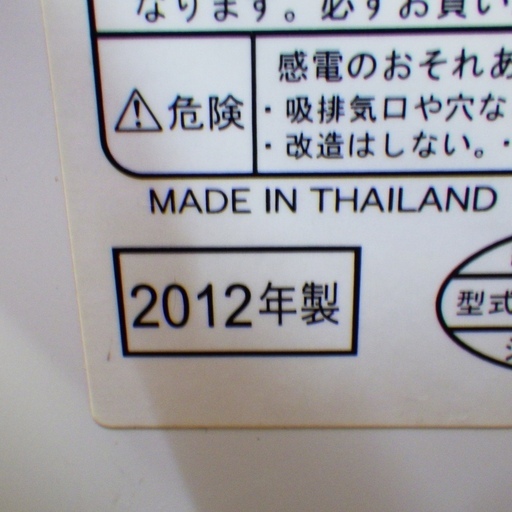 なります。必ずお買い
感電のおそれあ
⚠危険
・吸排気口や穴な
・改造はしない。・
MADE IN THAILAND
2012年製
型式